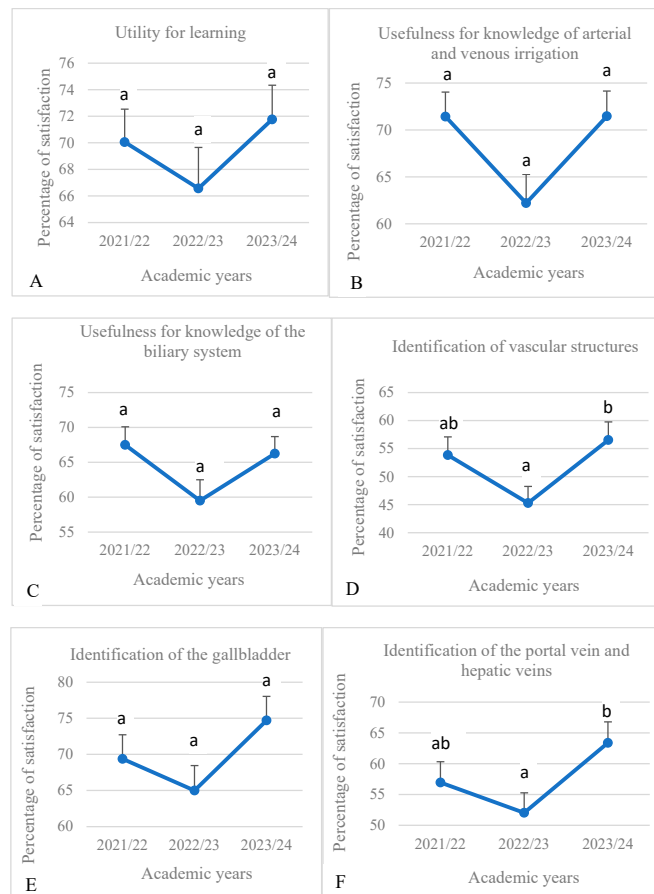 Utility for learning
Percentage of satisfaction
76
74
72
70
68
66
64
a
a
a
2021/22 2022/23 2023/24
Academic years
A
Usefulness for knowledge of arterial
and venous irrigation
Percentage of satisfaction
75
70
65
60
a
a
a
2021/22 2022/23 2023/24
Academic years
B
Usefulness for knowledge of the
biliary system
Percentage of satisfaction
75
70
65
60
55
a
a
a
2021/22 2022/23 2023/24
Academic years
C
Identification of vascular structures
Percentage of satisfaction
65
60
55
50
45
40
ab
a
b
2021/22 2022/23 2023/24
Academic years
D
Identification of the gallbladder
Percentage of satisfaction
80
75
70
65
60
a
a
a
2021/22 2022/23 2023/24
Academic years
E
Identification of the portal vein and
hepatic veins
Percentage of satisfaction
70
65
60
55
50
ab
a
b
2021/22 2022/23 2023/24
Academic years
F